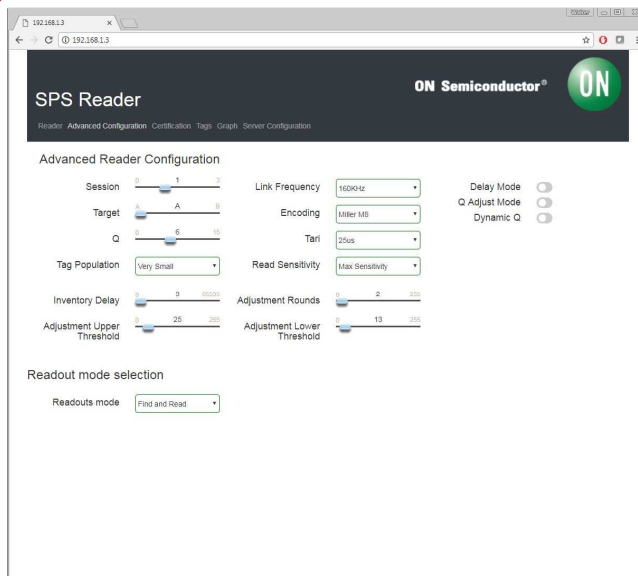 192.168.1.3
192.168.1.3
SPS Reader
ON Semiconductor®
ON
Reader Advanced Configuration Certification Tags Graph Server Configuration
Advanced Reader Configuration
Session 0 1 3 Link Frequency 160KHz Delay Mode
Target A A B Encoding Miller M8 Q Adjust Mode
Q 0 6 15 Tari 25us Dynamic Q
Tag Population Very Small Read Sensitivity Max Sensitivity
Inventory Delay 0 Adjustment Rounds 0 2 255
Adjustment Upper Threshold 0 25 255 Adjustment Lower Threshold 0 13 255
Readout mode selection
Readouts mode Find and Read